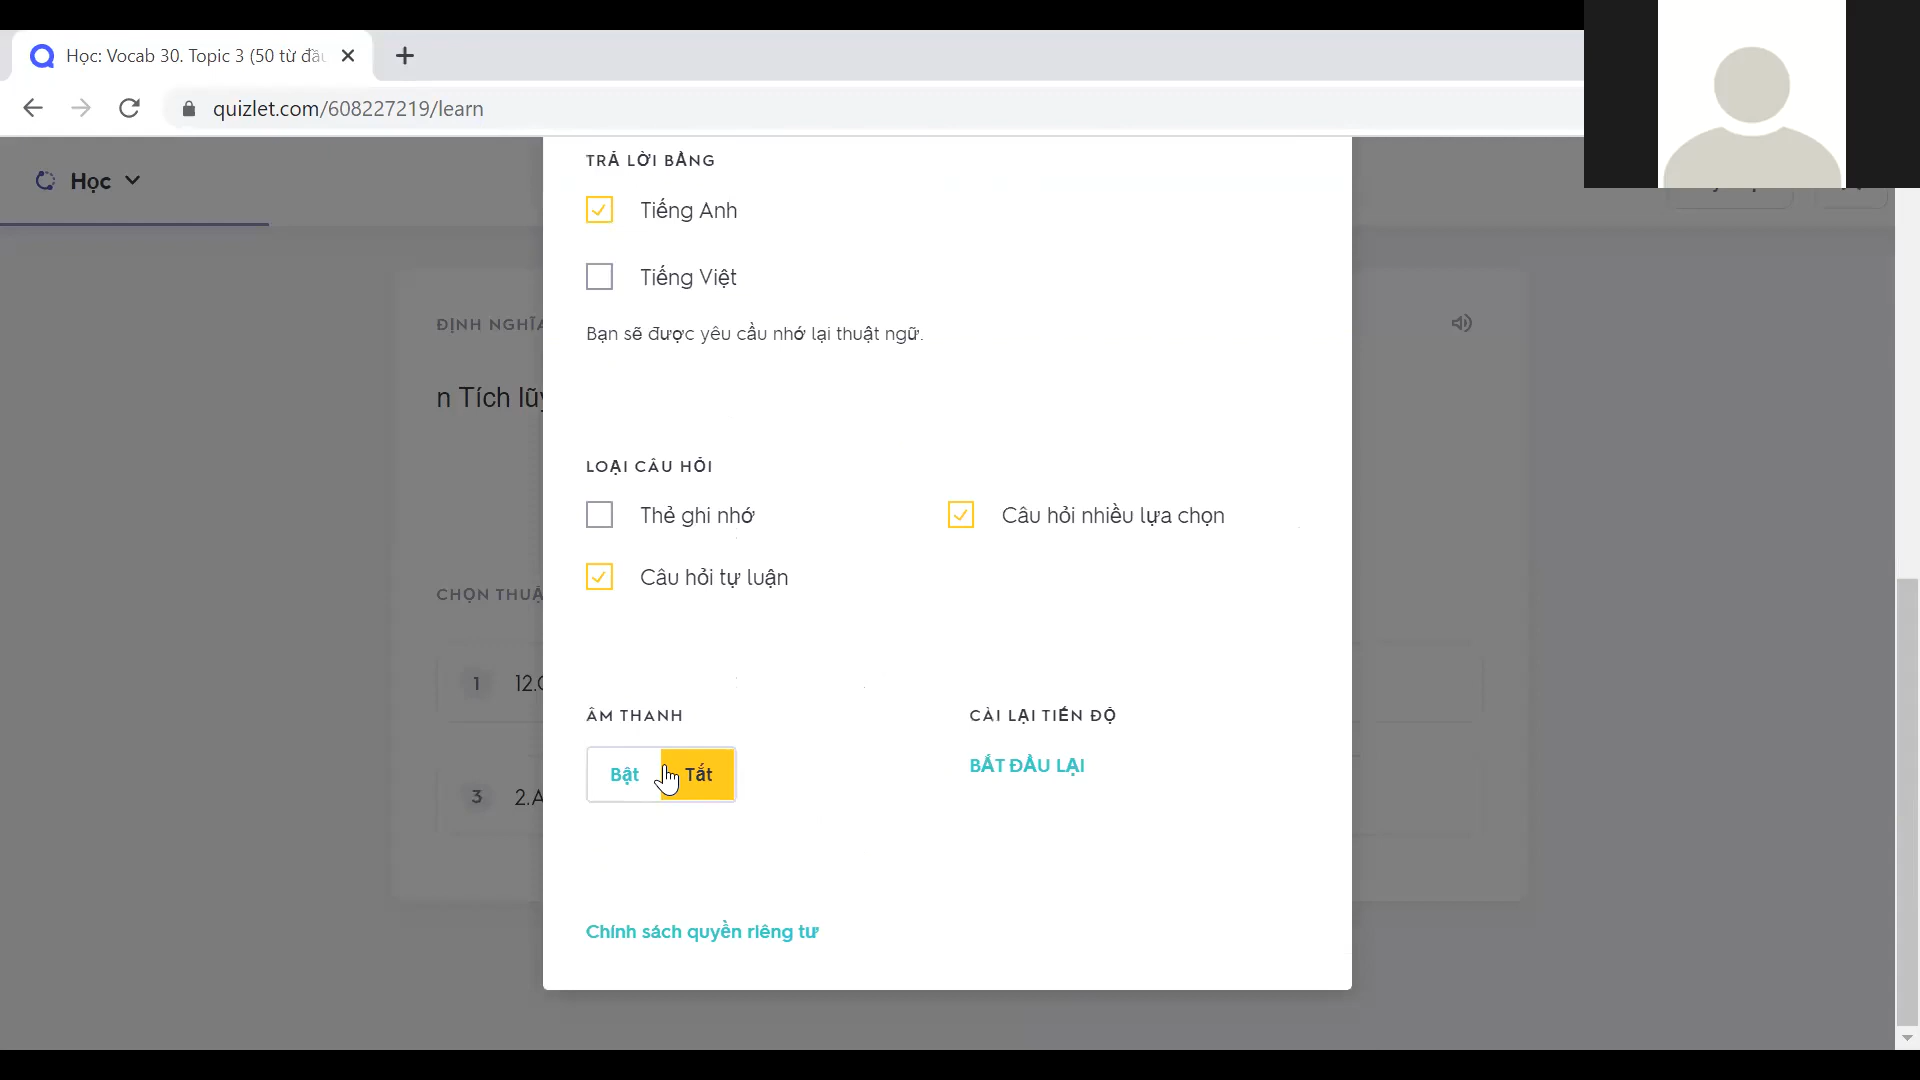 Học: Vocab 30. Topic 3 (50 từ đầu
quizlet.com/608227219/learn
Học
TRẢ LỜI BẰNG
Tiếng Anh
Tiếng Việt
Bạn sẽ được yêu cầu nhớ lại thuật ngữ.
ĐỊNH NGHĨA
n Tích lũy
LOẠI CÂU HỎI
Thẻ ghi nhớ
Câu hỏi nhiều lựa chọn
Câu hỏi tự luận
CHỌN THUẬ
1 12.
3 2.A
ÂM THANH
CÀI LẠI TIẾN ĐỘ
Bật Tắt
BẮT ĐẦU LẠI
Chính sách quyền riêng tư